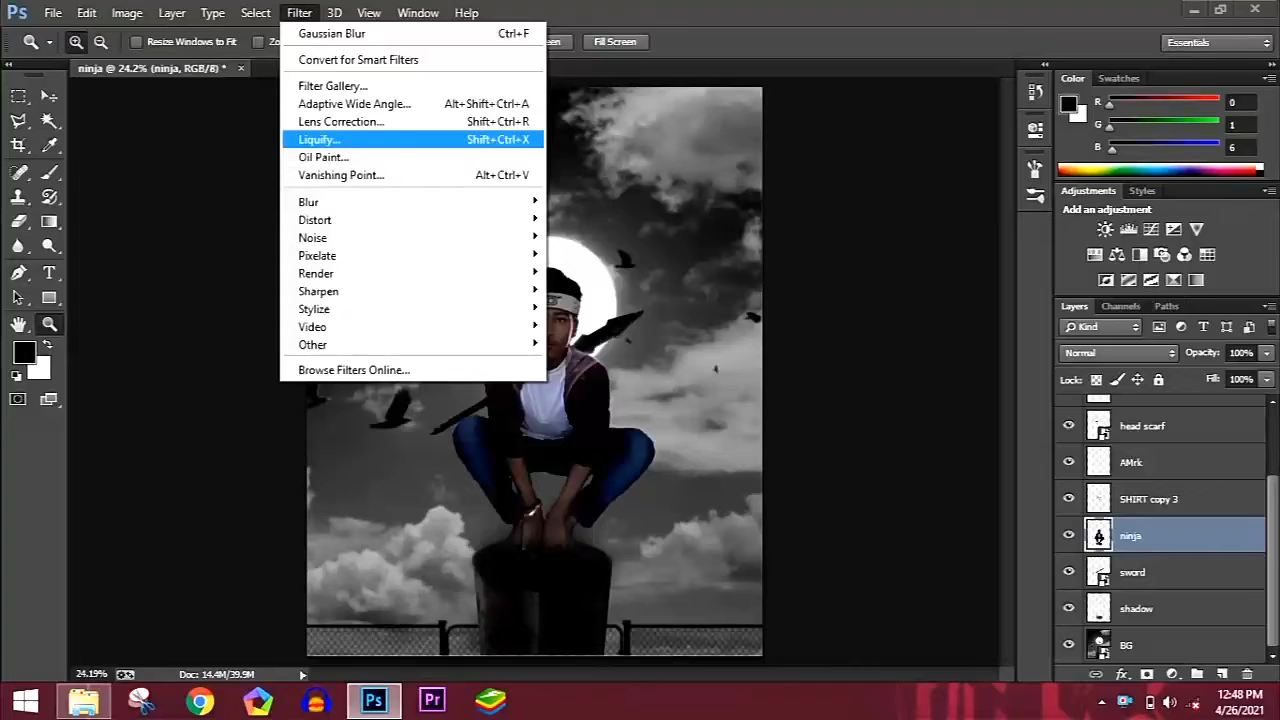 Ps File Edit Image Layer Type Select Filter 3D View Window Help
Resize Windows to Fit Fill Screen Essentials
ninja @ 24.2% (ninja, RGB/8) * ×
Gaussian Blur Ctrl+F
Convert for Smart Filters
Filter Gallery...
Adaptive Wide Angle... Alt+Shift+Ctrl+A
Lens Correction... Shift+Ctrl+R
Liquify... Shift+Ctrl+X
Oil Paint...
Vanishing Point... Alt+Ctrl+V
Blur
Distort
Noise
Pixelate
Render
Sharpen
Stylize
Video
Other
Browse Filters Online...
Color Swatches
R 0
G 1
B 6
Adjustments Styles
Add an adjustment
Layers Channels Paths
Kind
Normal Opacity: 100%
Lock: Fill: 100%
head scarf
AMrk
SHIRT copy 3
ninja
sword
shadow
BG
24.19% Doc: 14.4M/39.9M
Ps Pr
12:48 PM
4/26/2021